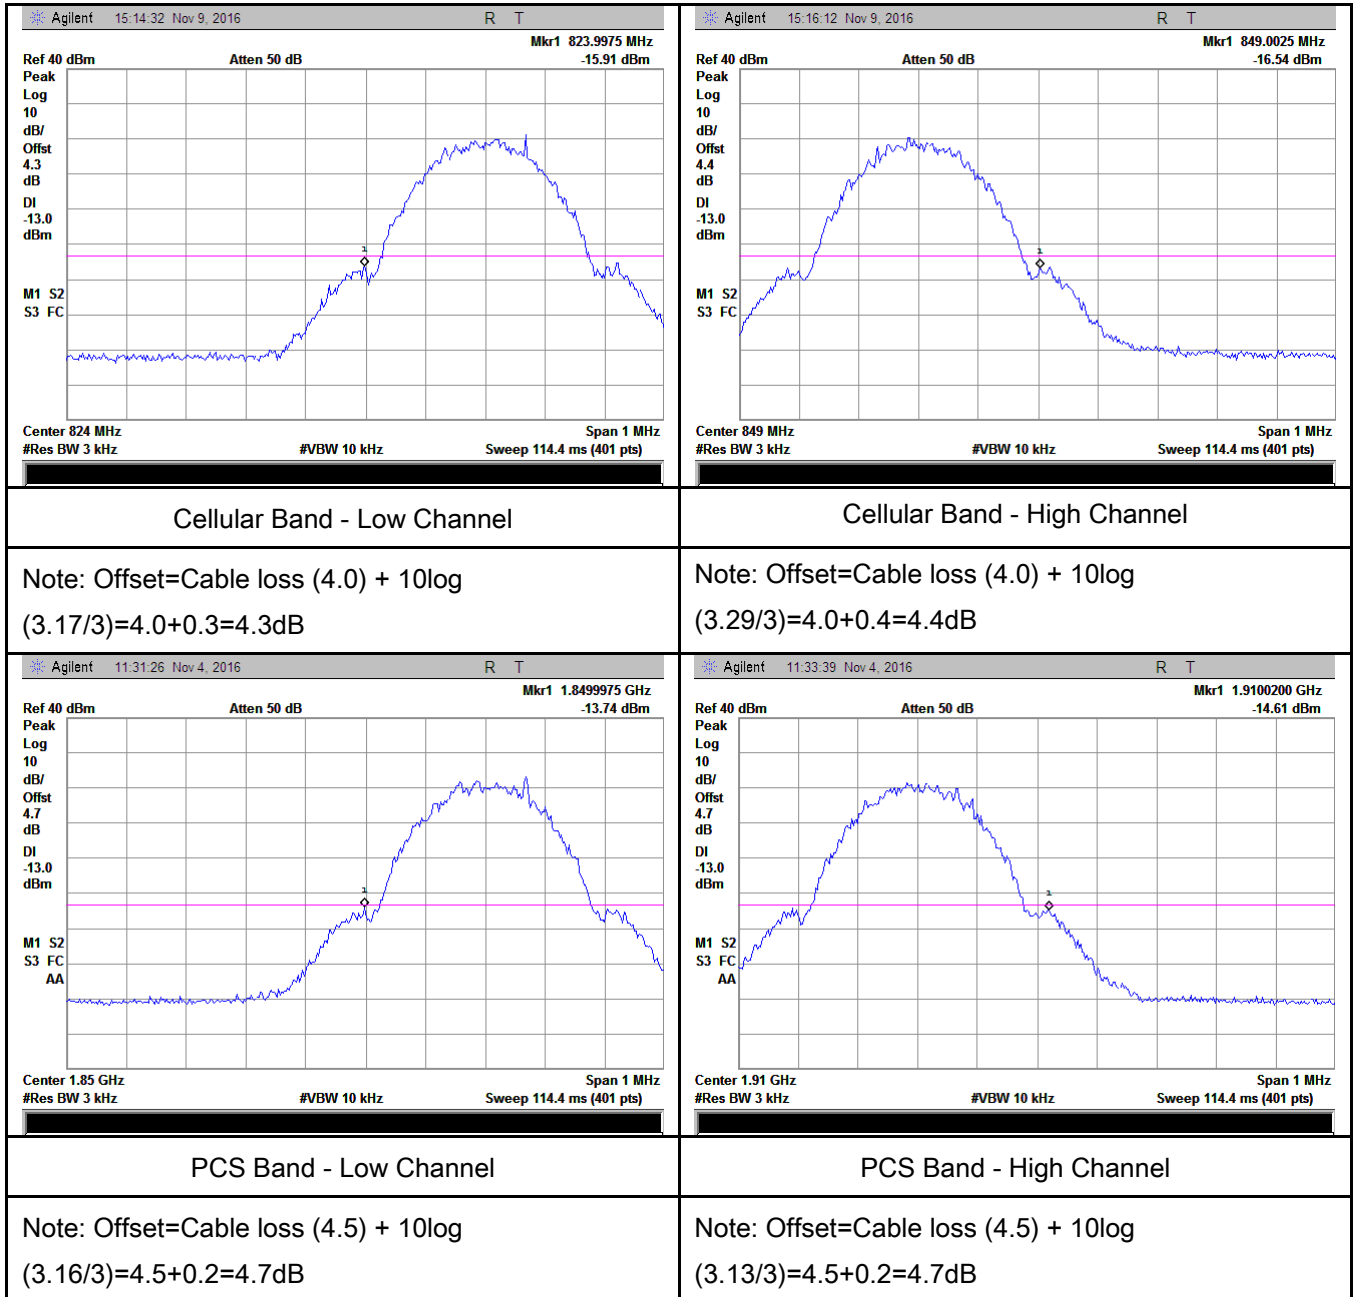 Agilent 15:14:32 Nov 9, 2016 R T
Mkr1 823.9975 MHz
Ref 40 dBm Atten 50 dB -15.91 dBm
Peak
Log
10
dB/
Offst
4.3
dB
DI
-13.0
dBm
1
M1 S2
S3 FC
Center 824 MHz Span 1 MHz
#Res BW 3 kHz #VBW 10 kHz Sweep 114.4 ms (401 pts)
Agilent 15:16:12 Nov 9, 2016 R T
Mkr1 849.0025 MHz
Ref 40 dBm Atten 50 dB -16.54 dBm
Peak
Log
10
dB/
Offst
4.4
dB
DI
-13.0
dBm
1
M1 S2
S3 FC
Center 849 MHz Span 1 MHz
#Res BW 3 kHz #VBW 10 kHz Sweep 114.4 ms (401 pts)
Cellular Band - Low Channel
Cellular Band - High Channel
Note: Offset=Cable loss (4.0) + 10log
(3.17/3)=4.0+0.3=4.3dB
Note: Offset=Cable loss (4.0) + 10log
(3.29/3)=4.0+0.4=4.4dB
Agilent 11:31:26 Nov 4, 2016 R T
Mkr1 1.8499975 GHz
Ref 40 dBm Atten 50 dB -13.74 dBm
Peak
Log
10
dB/
Offst
4.7
dB
DI
-13.0
dBm
1
M1 S2
S3 FC
AA
Center 1.85 GHz Span 1 MHz
#Res BW 3 kHz #VBW 10 kHz Sweep 114.4 ms (401 pts)
Agilent 11:33:39 Nov 4, 2016 R T
Mkr1 1.9100200 GHz
Ref 40 dBm Atten 50 dB -14.61 dBm
Peak
Log
10
dB/
Offst
4.7
dB
DI
-13.0
dBm
1
M1 S2
S3 FC
AA
Center 1.91 GHz Span 1 MHz
#Res BW 3 kHz #VBW 10 kHz Sweep 114.4 ms (401 pts)
PCS Band - Low Channel
PCS Band - High Channel
Note: Offset=Cable loss (4.5) + 10log
(3.16/3)=4.5+0.2=4.7dB
Note: Offset=Cable loss (4.5) + 10log
(3.13/3)=4.5+0.2=4.7dB